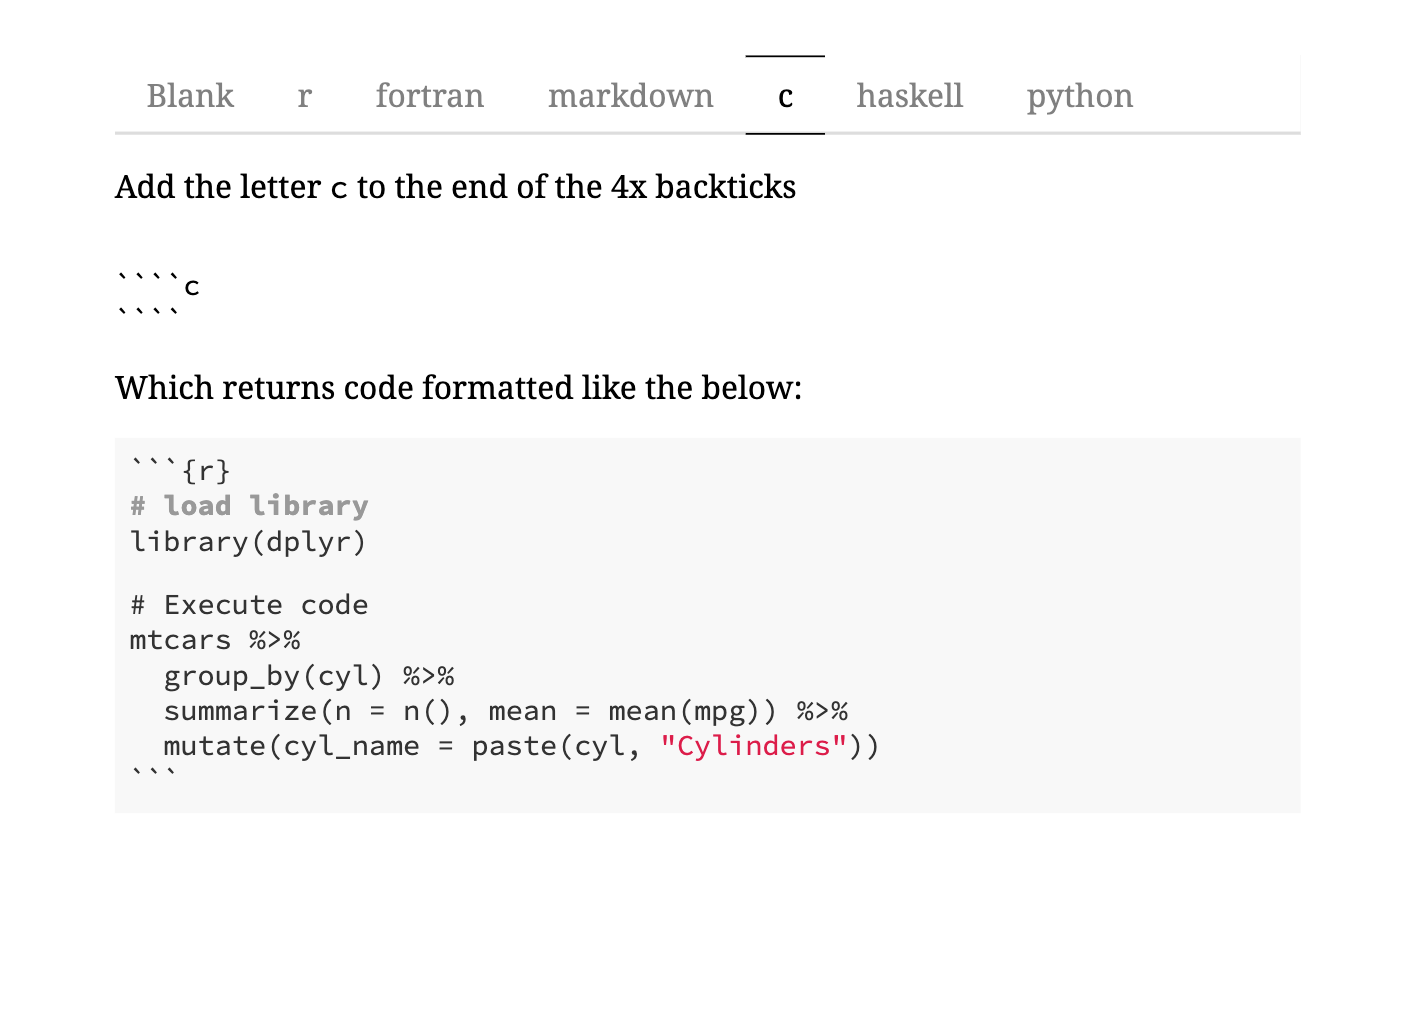 Blank r fortran markdown c haskell python
Add the letter c to the end of the 4x backticks
````c
````
Which returns code formatted like the below:
```{r}
# load library
library(dplyr)
# Execute code
mtcars %>%
  group_by(cyl) %>%
  summarize(n = n(), mean = mean(mpg)) %>%
  mutate(cyl_name = paste(cyl, "Cylinders"))
```